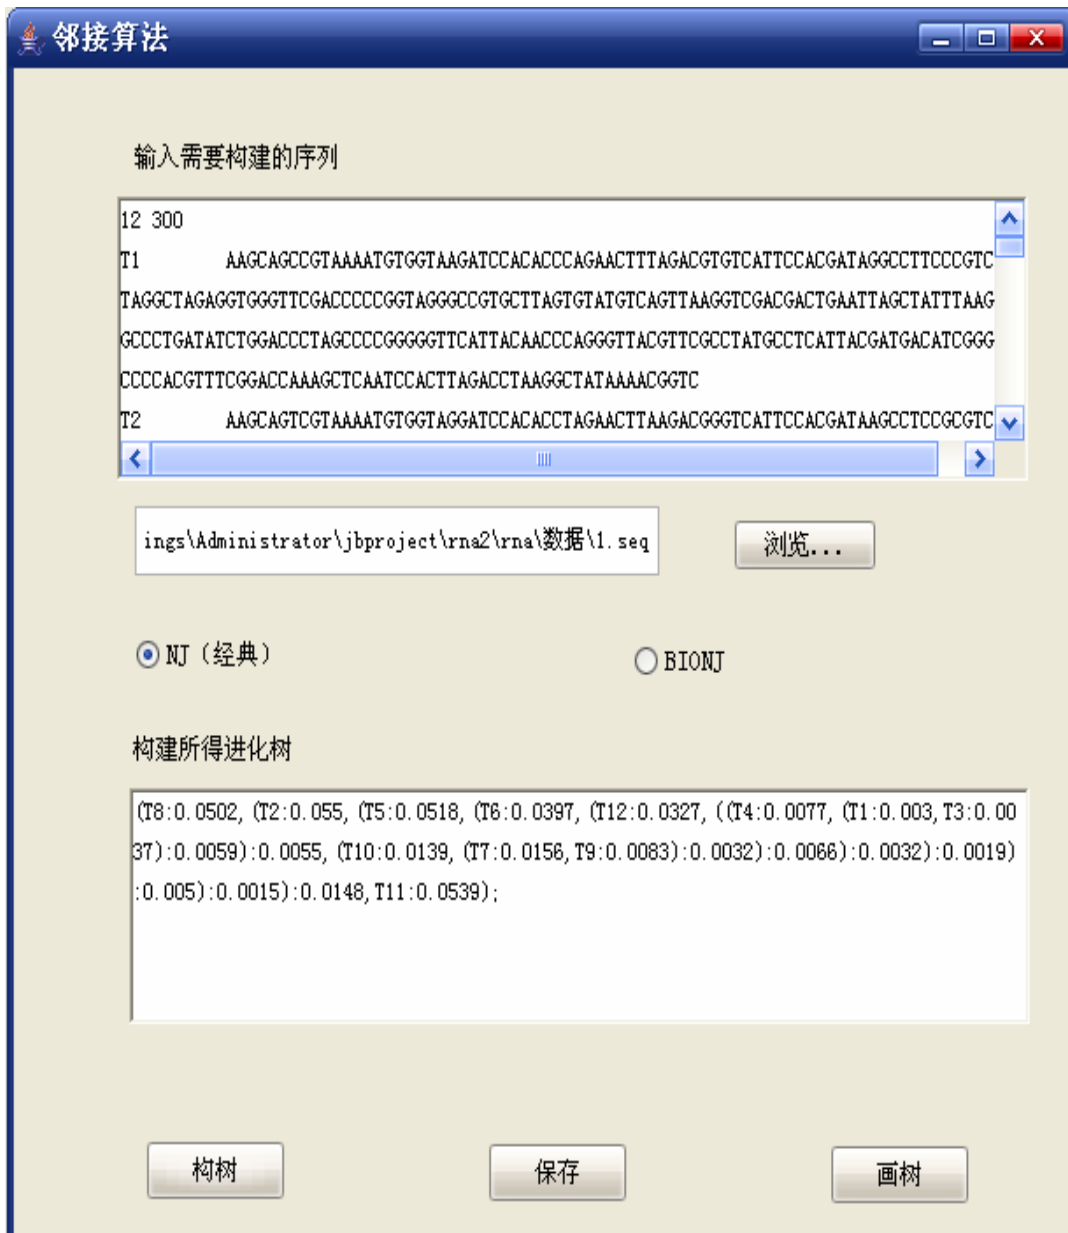 邻接算法
输入需要构建的序列
12 300
T1 AAGCAGCCGTAAAATGTGGTAAGATCCACACCCAGAACTTTAGACGTGTCATTCCACGATAGGCCTTCCCGTC
TAGGCTAGAGGTGGGTTCGACCCCCGGTAGGGCCGTGCTTAGTGTATGTCAGTTAAGGTCGACGACTGAATTAGCTATTTAAG
GCCCTGATATCTGGACCCTAGCCCCGGGGGTTCATTACAACCCAGGGTTACGTTCGCCTATGCCTCATTACGATGACATCGGG
CCCCACGTTTCGGACCAAAGCTCAATCCACTTAGACCTAAGGCTATAAAACGGTC
T2 AAGCAGTCGTAAAATGTGGTAGGATCCACACCTAGAACTTAAGACGGGTCATTCCACGATAAGCCTCCGCGTC
ings\Administrator\jbproject\rna2\rna\数据\1.seq
浏览...
NJ（经典）
BIONJ
构建所得进化树
(T8:0.0502, (T2:0.055, (T5:0.0518, (T6:0.0397, (T12:0.0327, ((T4:0.0077, (T1:0.003,T3:0.00
37):0.0059):0.0055, (T10:0.0139, (T7:0.0156,T9:0.0083):0.0032):0.0066):0.0032):0.0019)
:0.005):0.0015):0.0148,T11:0.0539);
构树
保存
画树